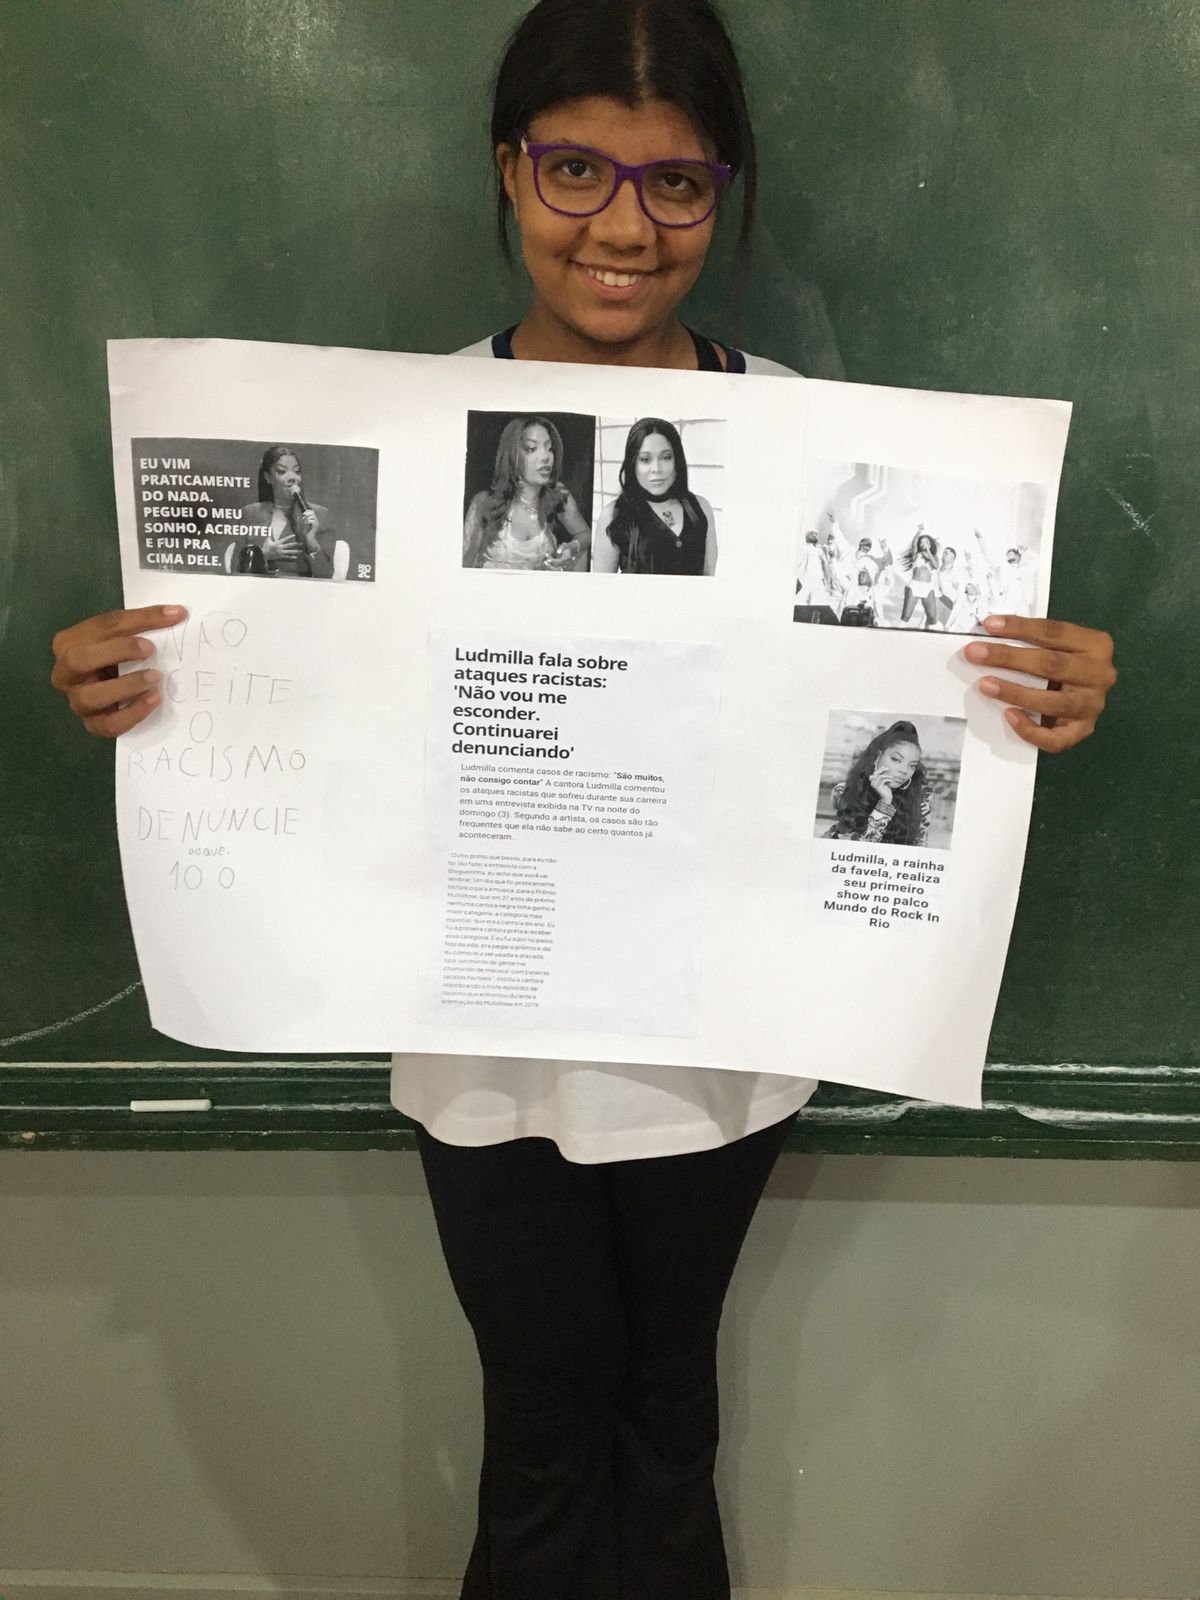 EU VIM
PRATICAMENTE
DO NADA.
PEGUEI O MEU
SONHO, ACREDITEI
E FUI PRA
CIMA DELE.
RIO
2C
NÃO
CEITE
O
RACISMO
DENUNCIE
DISQUE.
100
Ludmilla fala sobre
ataques racistas:
'Não vou me
esconder.
Continuarei
denunciando'
Ludmilla comenta casos de racismo: "São muitos,
não consigo contar" A cantora Ludmilla comentou
os ataques racistas que sofreu durante sua carreira
em uma entrevista exibida na TV na noite do
domingo (3). Segundo a artista, os casos são tão
frequentes que ela não sabe ao certo quantos já
aconteceram.
"Outro ponto que pesou, para eu não
ter ido fazer a entrevista com a
Blogueirinha, eu acho que você vai
lembrar. Um dia que foi praticamente
histórico para a música, para o Prêmio
Multishow, que em 27 anos de prêmio,
nenhuma cantora negra tinha ganho a
maior categoria, a categoria mais
especial, que era a cantora do ano. Eu
fui a primeira cantora preta a receber
essa categoria. E eu fui subir no palco
feliz da vida, pra pegar o prêmio e daí
eu comecei a ser vaiada e atacada,
tipo, um monte de gente me
chamando de macaca, com palavras
racistas horríveis", iniciou a cantora
relembrando o triste episódio de
racismo que enfrentou durante a
premiação do Multishow em 2019.
Ludmilla, a rainha
da favela, realiza
seu primeiro
show no palco
Mundo do Rock In
Rio